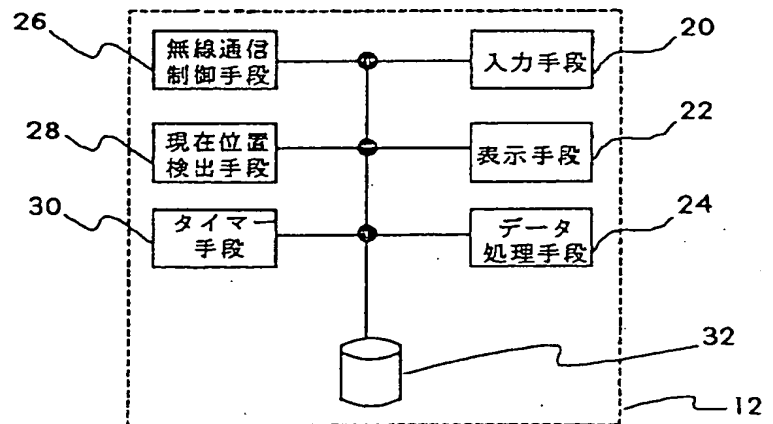 26
無線通信
制御手段
入力手段
20
28
現在位置
検出手段
表示手段
22
30
タイマー
手段
データ
処理手段
24
32
12